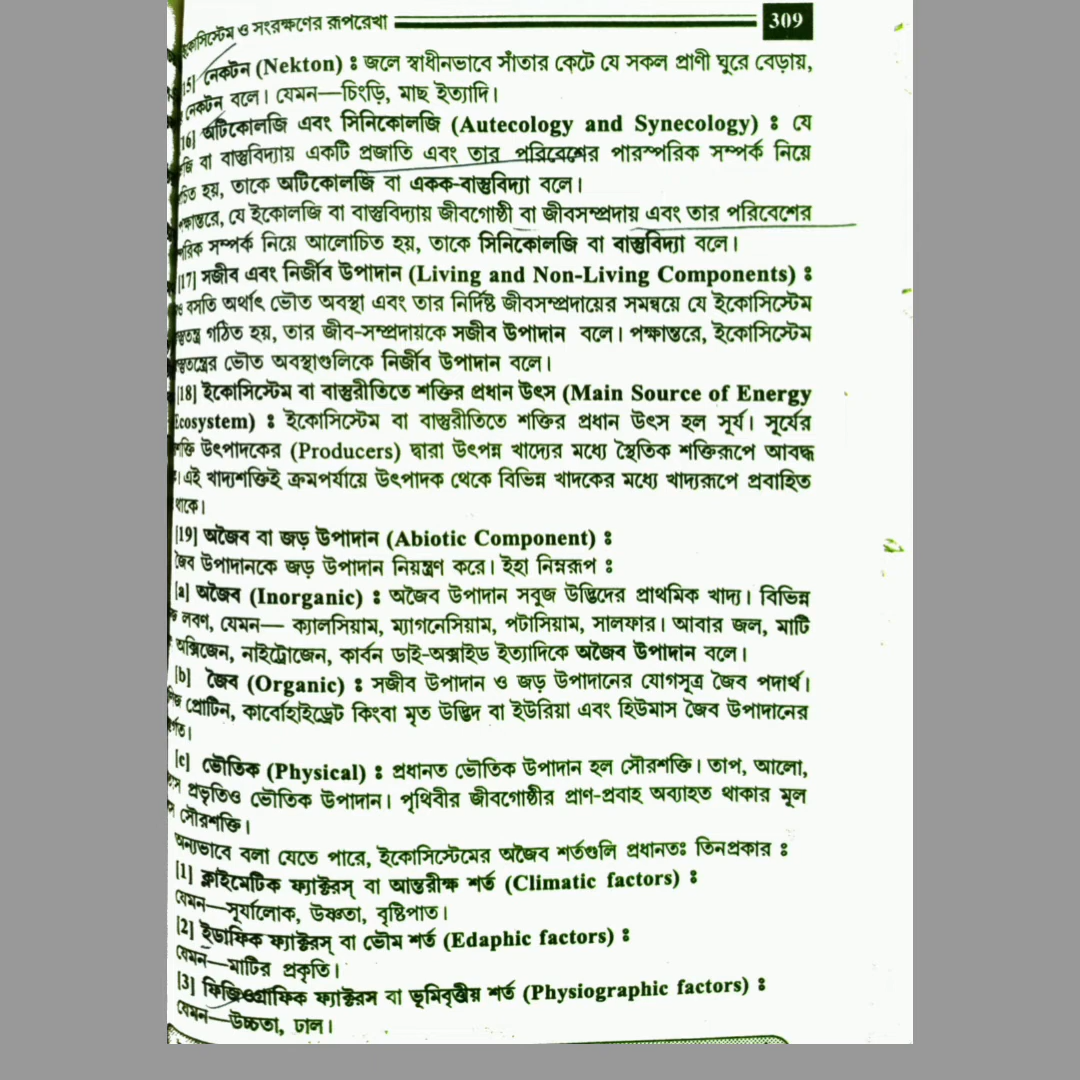 ইকোসিস্টেম ও সংরক্ষণের রূপরেখা 309
15] নেকটন (Nekton) ঃ জলে স্বাধীনভাবে সাঁতার কেটে যে সকল প্রাণী ঘুরে বেড়ায়,
নেকটন বলে। যেমন—চিংড়ি, মাছ ইত্যাদি।
16] অটিকোলজি এবং সিনিকোলজি (Autecology and Synecology) ঃ যে
জি বা বাস্তুবিদ্যায় একটি প্রজাতি এবং তার পরিবেশের পারস্পরিক সম্পর্ক নিয়ে
চিত হয়, তাকে অটিকোলজি বা একক-বাস্তুবিদ্যা বলে।
পক্ষান্তরে, যে ইকোলজি বা বাস্তুবিদ্যায় জীবগোষ্ঠী বা জীবসম্প্রদায় এবং তার পরিবেশের
রিক সম্পর্ক নিয়ে আলোচিত হয়, তাকে সিনিকোলজি বা বাস্তুবিদ্যা বলে।
[17] সজীব এবং নির্জীব উপাদান (Living and Non-Living Components) ঃ
ও বসতি অর্থাৎ ভৌত অবস্থা এবং তার নির্দিষ্ট জীবসম্প্রদায়ের সমন্বয়ে যে ইকোসিস্টেম
স্তুতন্ত্র গঠিত হয়, তার জীব-সম্প্রদায়কে সজীব উপাদান বলে। পক্ষান্তরে, ইকোসিস্টেম
স্তুতন্ত্রের ভৌত অবস্থাগুলিকে নির্জীব উপাদান বলে।
[18] ইকোসিস্টেম বা বাস্তুরীতিতে শক্তির প্রধান উৎস (Main Source of Energy
Ecosystem) ঃ ইকোসিস্টেম বা বাস্তুরীতিতে শক্তির প্রধান উৎস হল সূর্য। সূর্যের
শক্তি উৎপাদকের (Producers) দ্বারা উৎপন্ন খাদ্যের মধ্যে স্থৈতিক শক্তিরূপে আবদ্ধ
। এই খাদ্যশক্তিই ক্রমপর্যায়ে উৎপাদক থেকে বিভিন্ন খাদকের মধ্যে খাদ্যরূপে প্রবাহিত
থাকে।
[19] অজৈব বা জড় উপাদান (Abiotic Component) ঃ
জৈব উপাদানকে জড় উপাদান নিয়ন্ত্রণ করে। ইহা নিম্নরূপ ঃ
[a] অজৈব (Inorganic) ঃ অজৈব উপাদান সবুজ উদ্ভিদের প্রাথমিক খাদ্য। বিভিন্ন
লবণ, যেমন— ক্যালসিয়াম, ম্যাগনেসিয়াম, পটাসিয়াম, সালফার। আবার জল, মাটি
অক্সিজেন, নাইট্রোজেন, কার্বন ডাই-অক্সাইড ইত্যাদিকে অজৈব উপাদান বলে।
[b] জৈব (Organic) ঃ সজীব উপাদান ও জড় উপাদানের যোগসূত্র জৈব পদার্থ।
প্রোটিন, কার্বোহাইড্রেট কিংবা মৃত উদ্ভিদ বা ইউরিয়া এবং হিউমাস জৈব উপাদানের
র্গত।
[c] ভৌতিক (Physical) ঃ প্রধানত ভৌতিক উপাদান হল সৌরশক্তি। তাপ, আলো,
প্রভৃতিও ভৌতিক উপাদান। পৃথিবীর জীবগোষ্ঠীর প্রাণ-প্রবাহ অব্যাহত থাকার মূল
সৌরশক্তি।
অন্যভাবে বলা যেতে পারে, ইকোসিস্টেমের অজৈব শর্তগুলি প্রধানতঃ তিনপ্রকার ঃ
[1] ক্লাইমেটিক ফ্যাক্টরস্ বা আন্তরীক্ষ শর্ত (Climatic factors) ঃ
যেমন—সূর্যালোক, উষ্ণতা, বৃষ্টিপাত।
[2] ইডাফিক ফ্যাক্টরস্ বা ভৌম শর্ত (Edaphic factors) ঃ
যেমন—মাটির প্রকৃতি।
[3] ফিজিওগ্রাফিক ফ্যাক্টরস বা ভূমিবৃত্তীয় শর্ত (Physiographic factors) ঃ
যেমন—উচ্চতা, ঢাল।